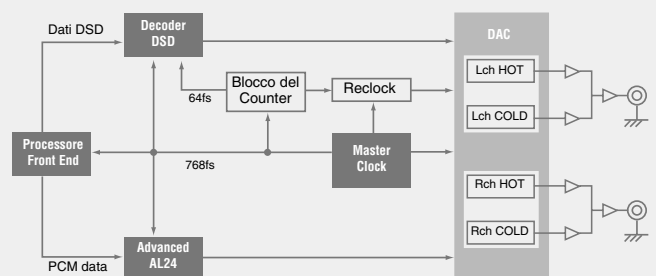 Dati DSD
Decoder
DSD
DAC
Lch HOT
64fs
Blocco del
Counter
Reclock
Lch COLD
Processore
Front End
768fs
Master
Clock
Rch HOT
Rch COLD
PCM data
Advanced
AL24